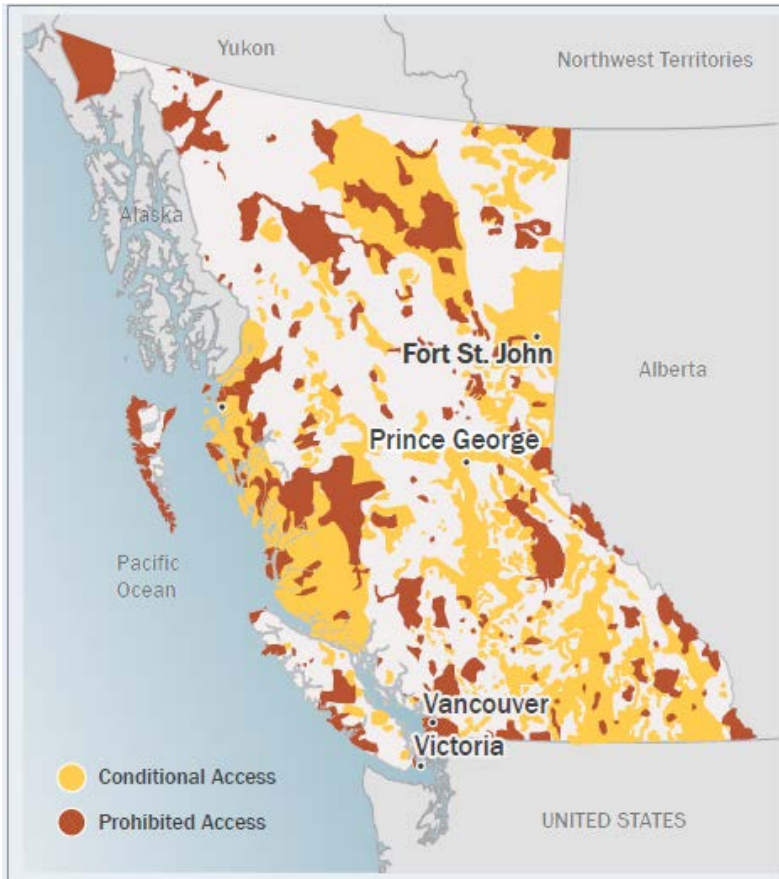 Yukon
Northwest Territories
Alaska
Fort St. John
Alberta
Prince George
Pacific
Ocean
Vancouver
Victoria
Conditional Access
Prohibited Access
UNITED STATES